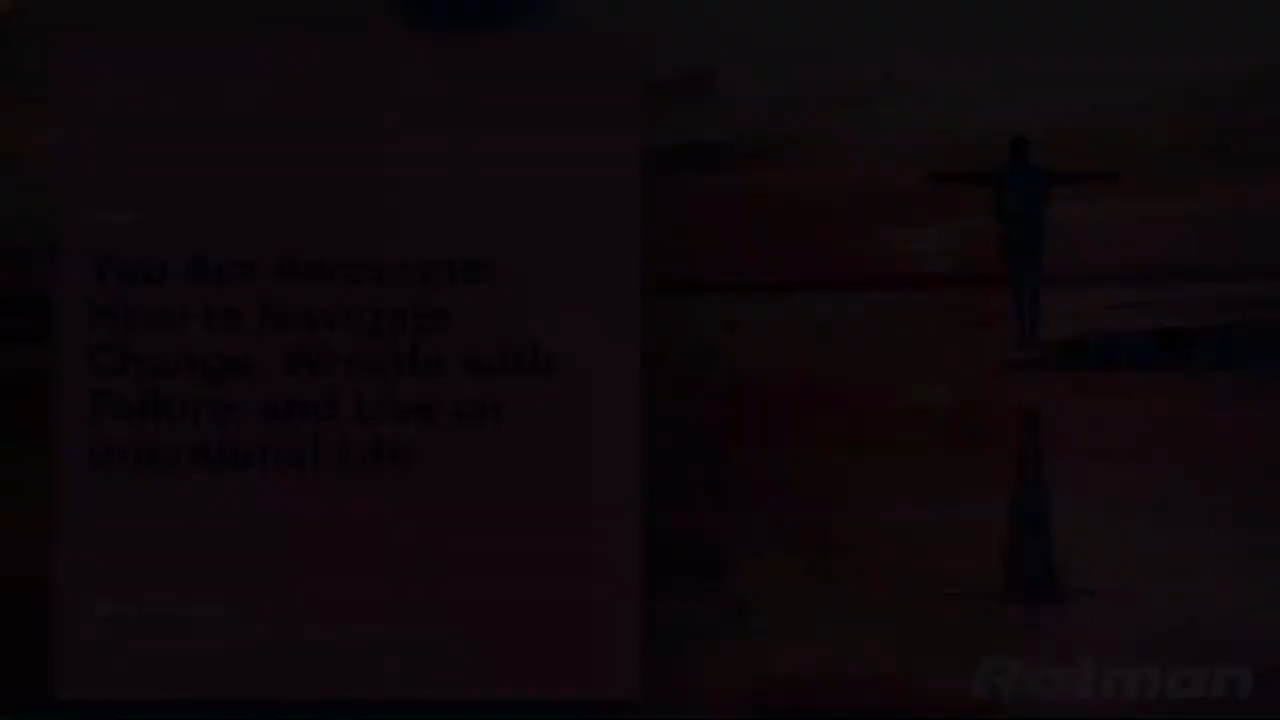 You Are Awesome:
How to Navigate
Change, Wrestle with
Failure, and Live an
Intentional Life
Rotman